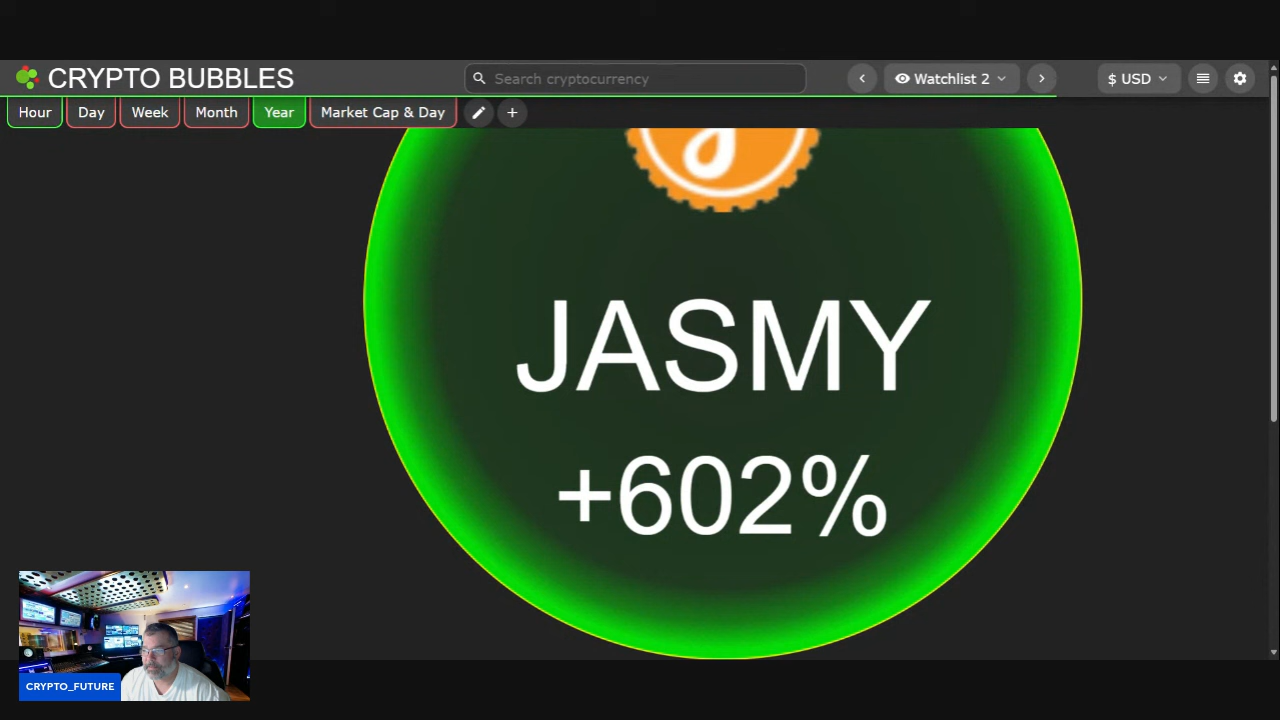 CRYPTO BUBBLES
Search cryptocurrency
Watchlist 2
$ USD
Hour
Day
Week
Month
Year
Market Cap & Day
+
JASMY
+602%
CRYPTO_FUTURE